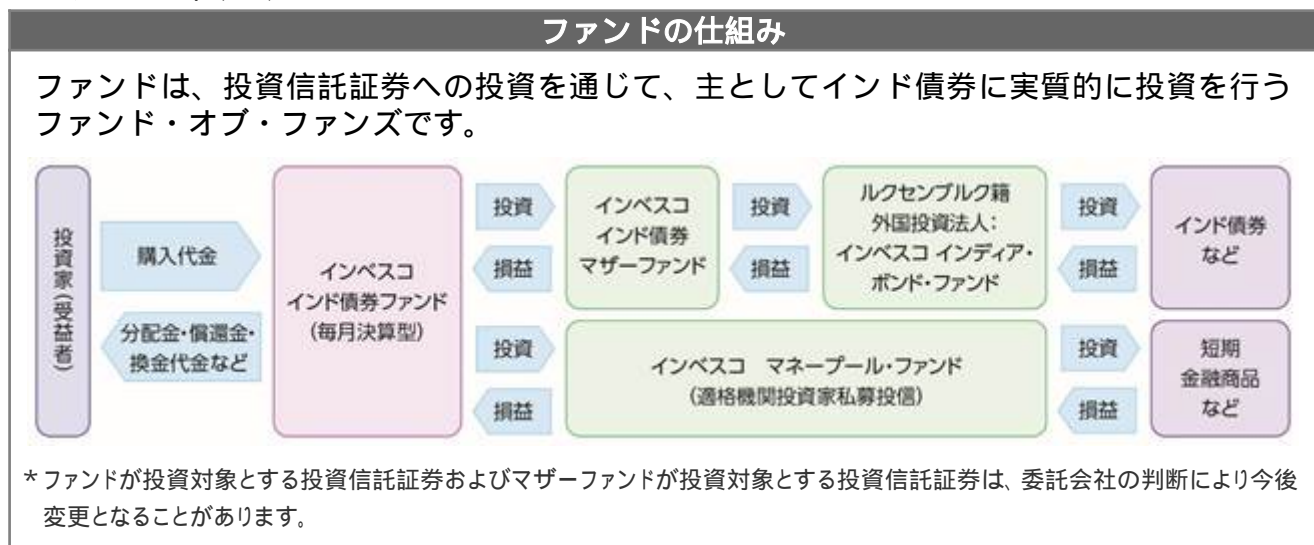 ファンドの仕組み
ファンドは、投資信託証券への投資を通じて、主としてインド債券に実質的に投資を行う
ファンド・オブ・ファンズです。
投資家(受益者)
購入代金
分配金・償還金・
換金代金など
インベスコ
インド債券ファンド
(毎月決算型)
投資
損益
インベスコ
インド債券
マザーファンド
投資
損益
ルクセンブルク籍
外国投資法人:
インベスコ インディア・
ボンド・ファンド
投資
損益
インド債券
など
投資
損益
インベスコ マネープール・ファンド
(適格機関投資家私募投信)
投資
損益
短期
金融商品
など
*ファンドが投資対象とする投資信託証券およびマザーファンドが投資対象とする投資信託証券は、委託会社の判断により今後
変更となることがあります。